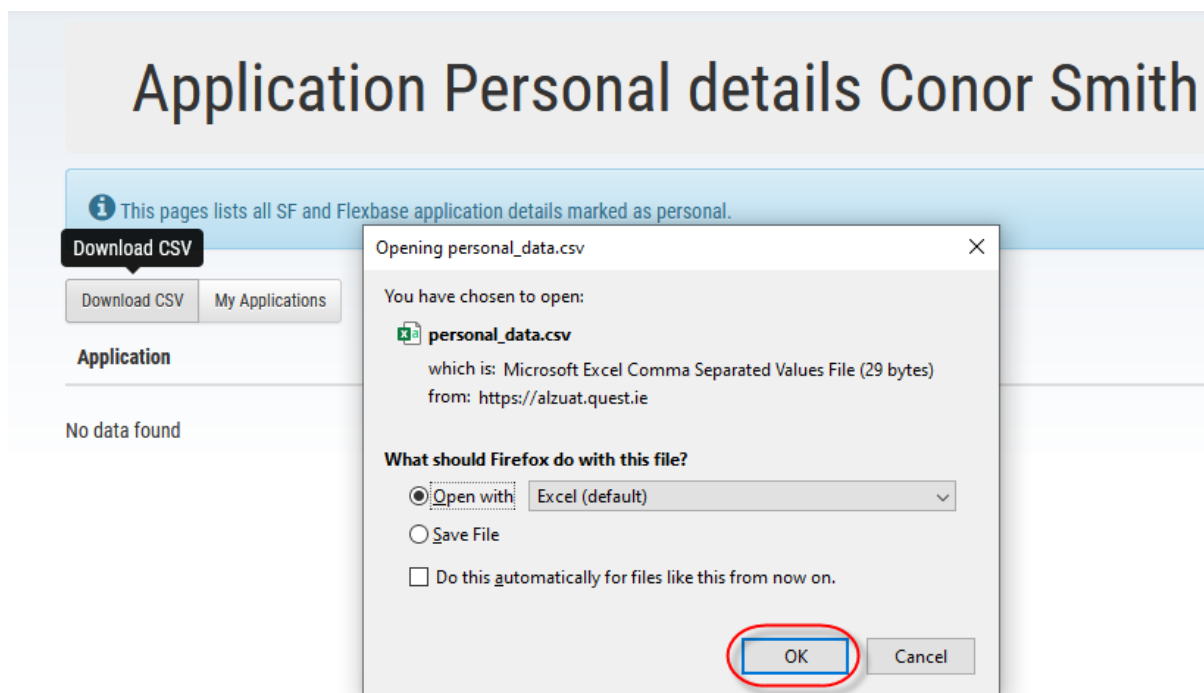 Application Personal details Conor Smith
This pages lists all SF and Flexbase application details marked as personal.
Download CSV
Download CSV
My Applications
Application
No data found
Opening personal_data.csv
You have chosen to open:
personal_data.csv
which is: Microsoft Excel Comma Separated Values File (29 bytes)
from: https://alzuat.quest.ie
What should Firefox do with this file?
Open with Excel (default)
Save File
Do this automatically for files like this from now on.
OK Cancel